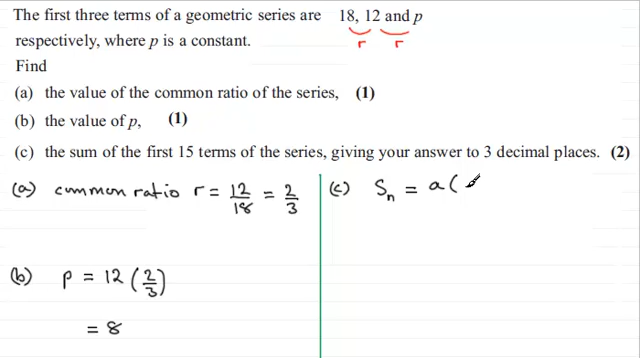 The first three terms of a geometric series are 18, 12 and p
r r
respectively, where p is a constant.
Find
(a) the value of the common ratio of the series, (1)
(b) the value of p, (1)
(c) the sum of the first 15 terms of the series, giving your answer to 3 decimal places. (2)
(a) common ratio r = 12/18 = 2/3
(b) p = 12 (2/3)
= 8
(c) Sn = a (